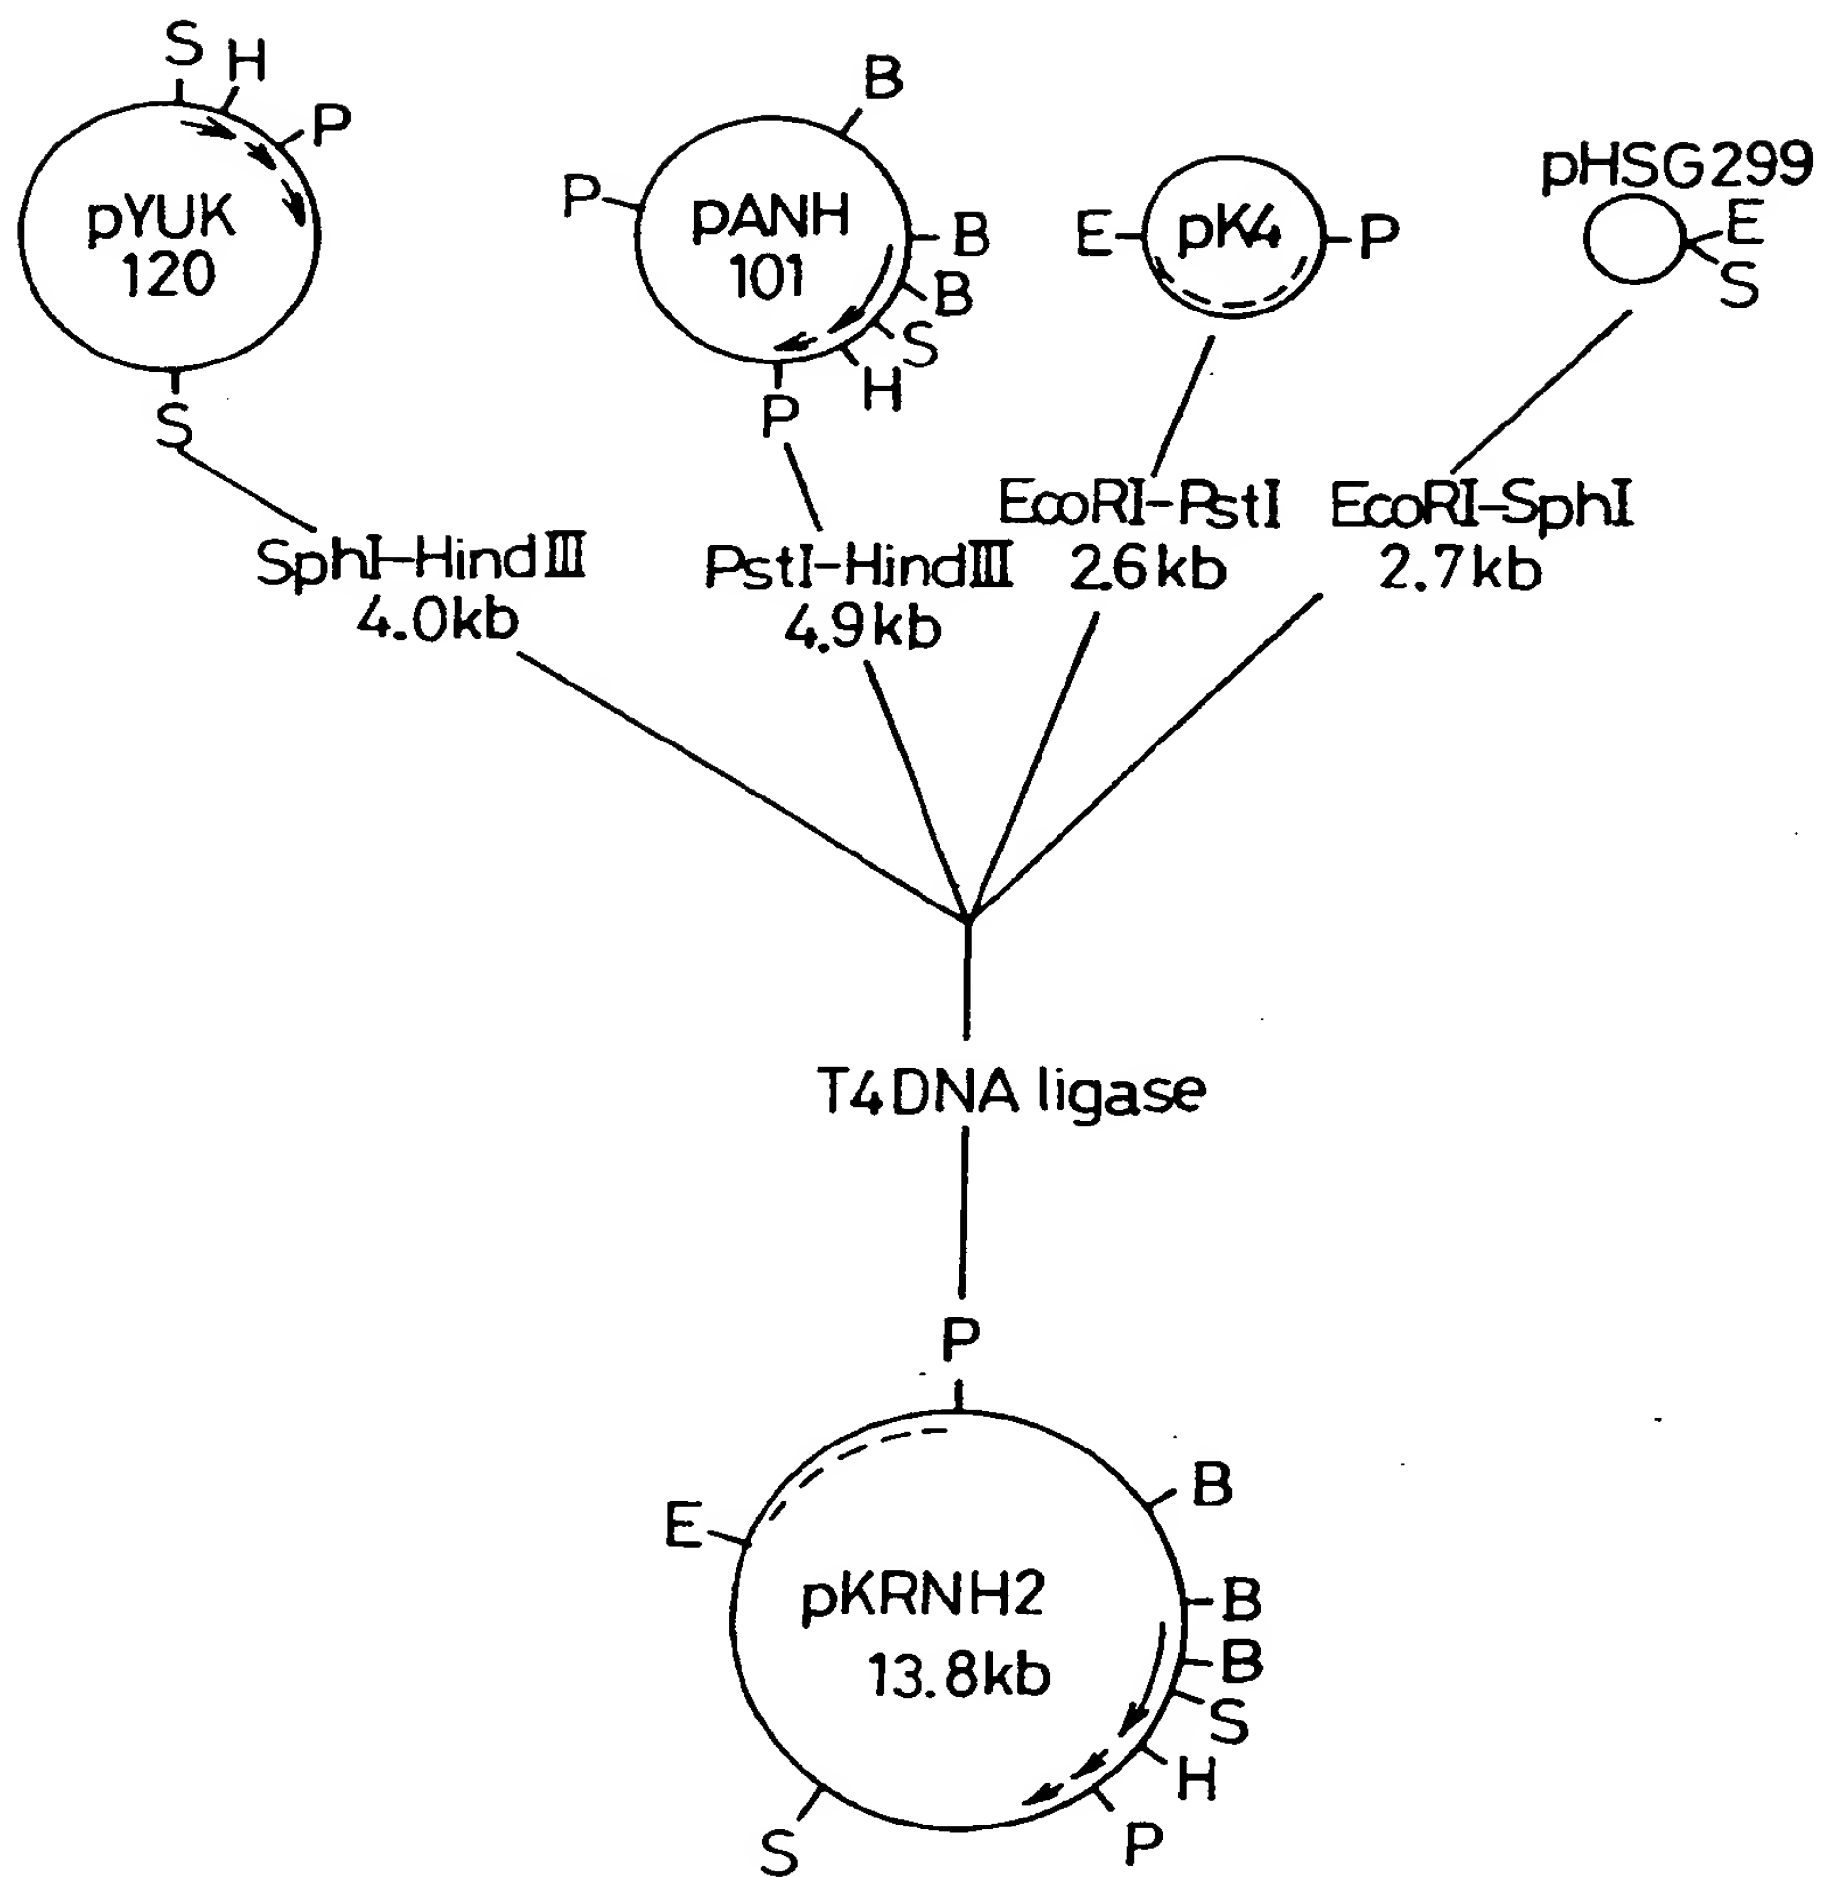 S H P
pYUK
120
S
B
P
pANH
101
B
B
S
H
P
E
pK4
P
pHSG299
E
S
SphI-HindIII
4.0kb
PstI-HindIII
4.9kb
EcoRI-PstI
2.6kb
EcoRI-SphI
2.7kb
T4DNA ligase
P
B
E
pKRNH2
13.8kb
B
B
S
H
P
S